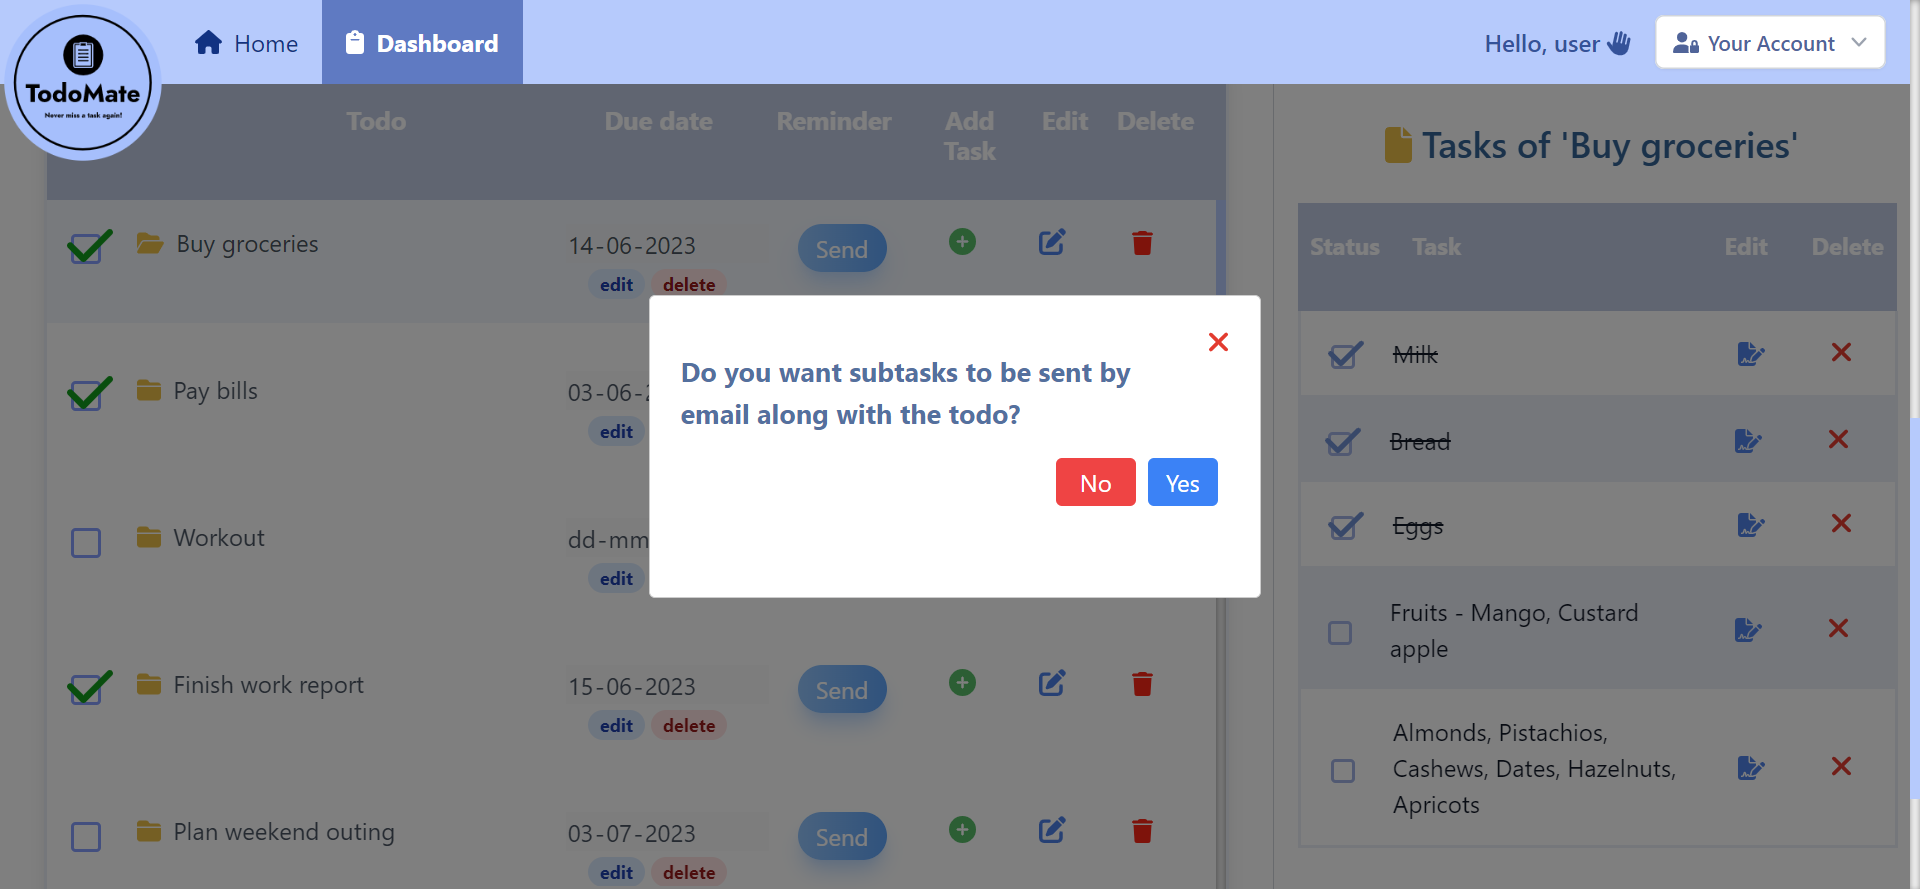 TodoMate
Never miss a task again!
Home
Dashboard
Hello, user
Your Account
Todo
Due date
Reminder
Add
Task
Edit
Delete
Buy groceries
14-06-2023
edit
delete
Send
Pay bills
03-06-2
edit
Workout
dd-mm
edit
Finish work report
15-06-2023
edit
delete
Send
Plan weekend outing
03-07-2023
edit
delete
Send
Do you want subtasks to be sent by
email along with the todo?
No
Yes
Tasks of 'Buy groceries'
Status
Task
Edit
Delete
Milk
Bread
Eggs
Fruits - Mango, Custard
apple
Almonds, Pistachios,
Cashews, Dates, Hazelnuts,
Apricots